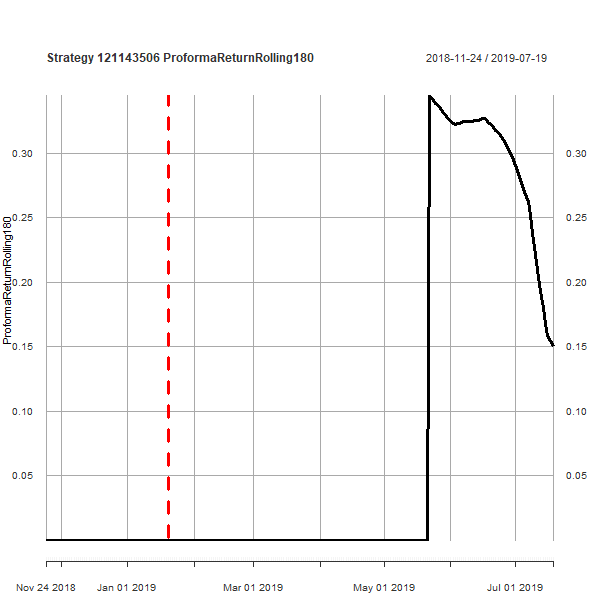 Strategy 121143506 ProformaReturnRolling180
2018-11-24 / 2019-07-19
ProformaReturnRolling180
0.30
0.30
0.25
0.25
0.20
0.20
0.15
0.15
0.10
0.10
0.05
0.05
Nov 24 2018
Jan 01 2019
Mar 01 2019
May 01 2019
Jul 01 2019